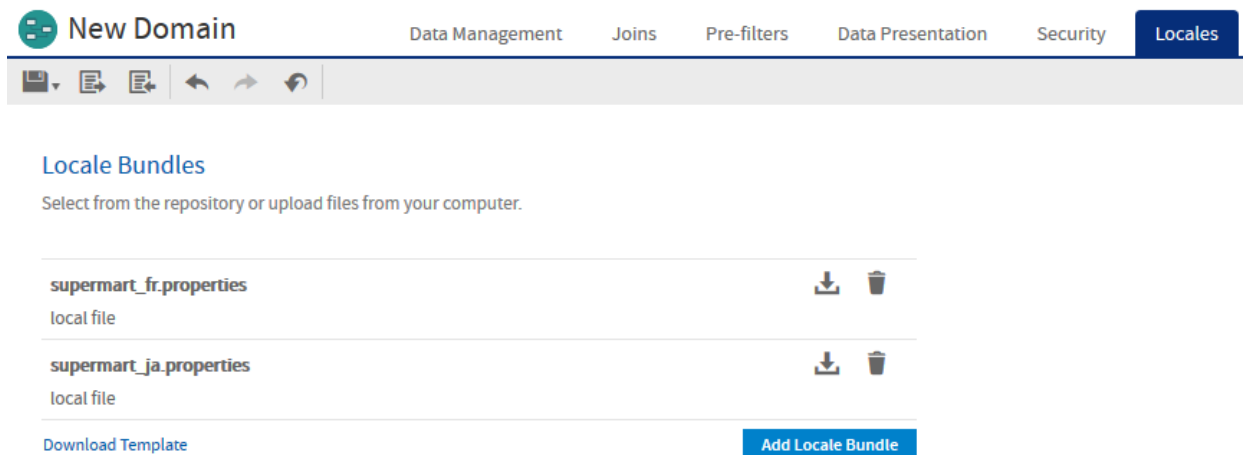 New Domain Data Management Joins Pre-filters Data Presentation Security Locales
Locale Bundles
Select from the repository or upload files from your computer.
supermart_fr.properties
local file
supermart_ja.properties
local file
Download Template Add Locale Bundle